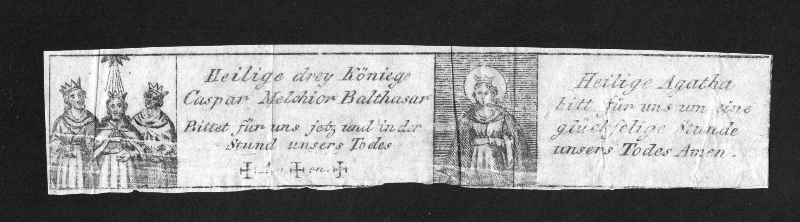 Heilige drey Köniege
Caspar Melchior Balthasar
Bittet für uns jetz und in der
Stund unsers Todes
Heilige Agatha
bitt für uns um eine
glückselige Stunde
unsers Todes Amen.